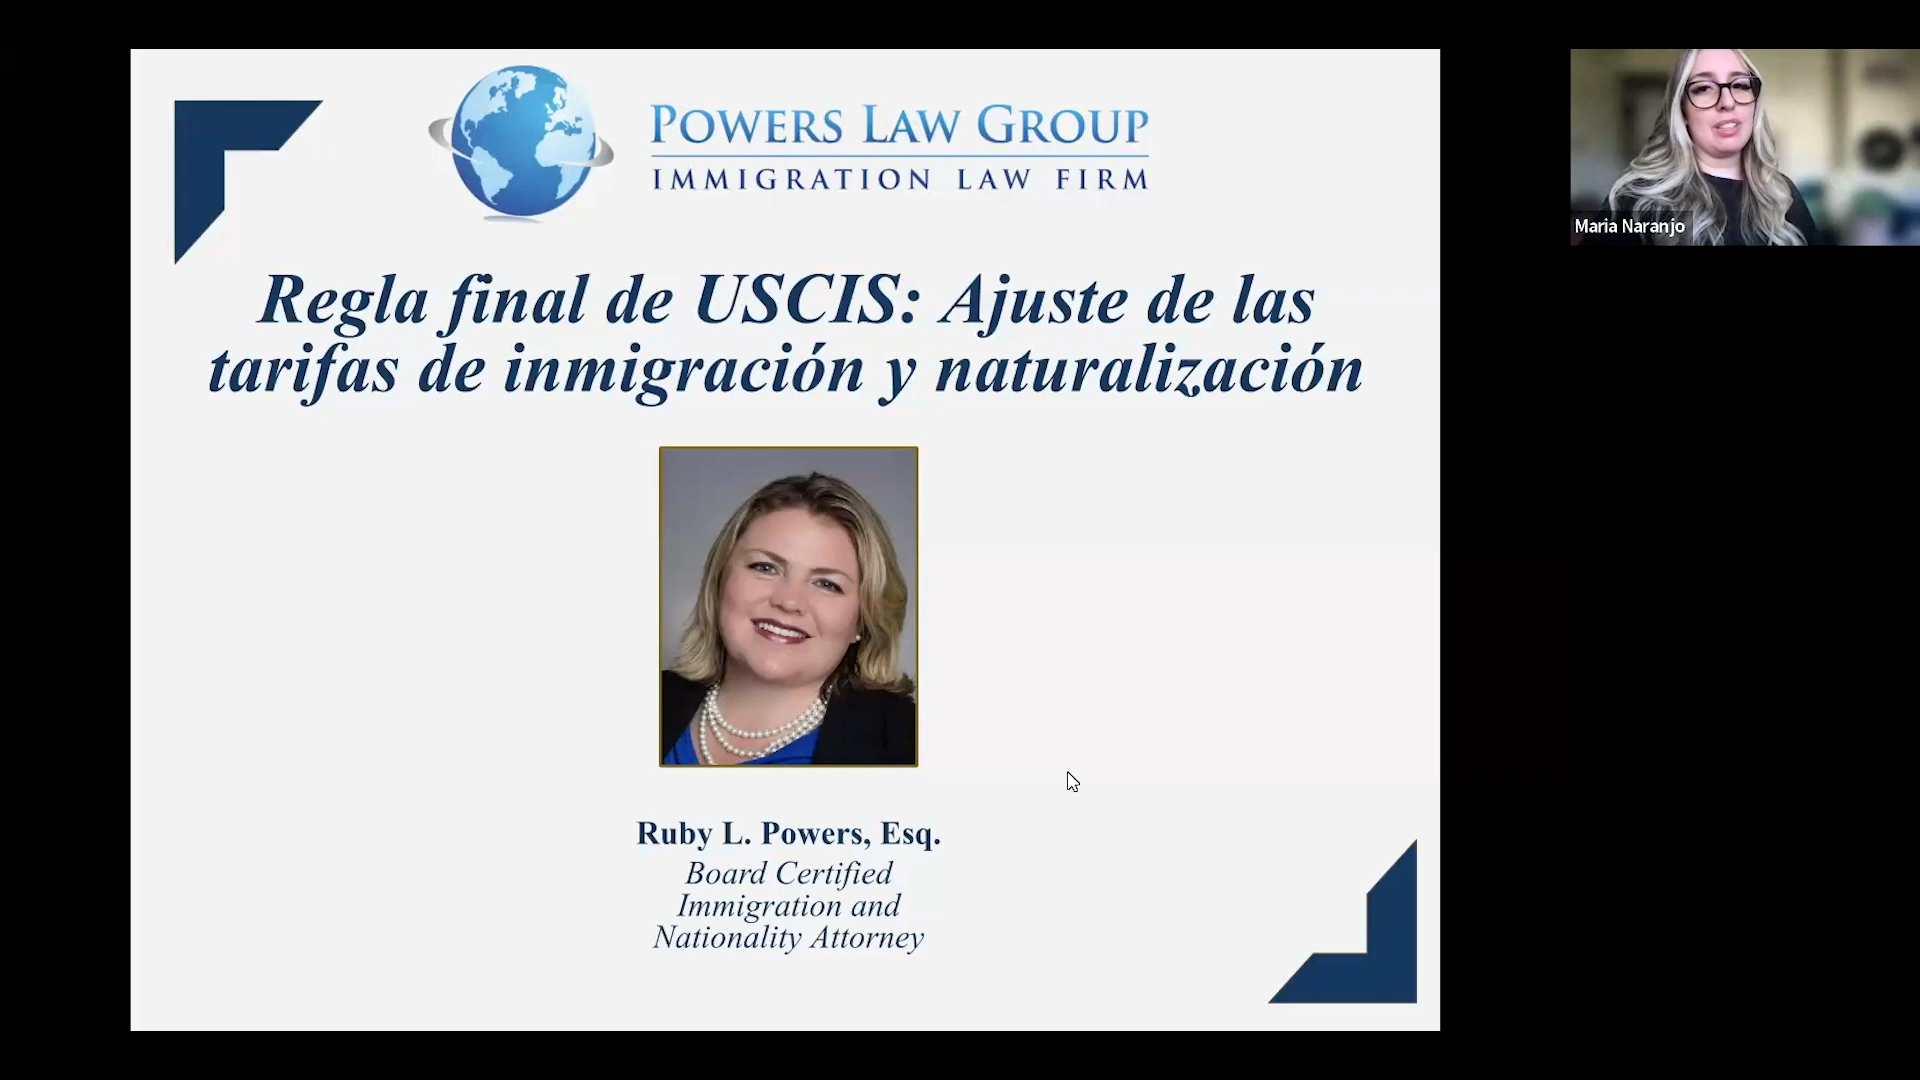 POWERS LAW GROUP
IMMIGRATION LAW FIRM
Regla final de USCIS: Ajuste de las
tarifas de inmigración y naturalización
Ruby L. Powers, Esq.
Board Certified
Immigration and
Nationality Attorney
Maria Naranjo